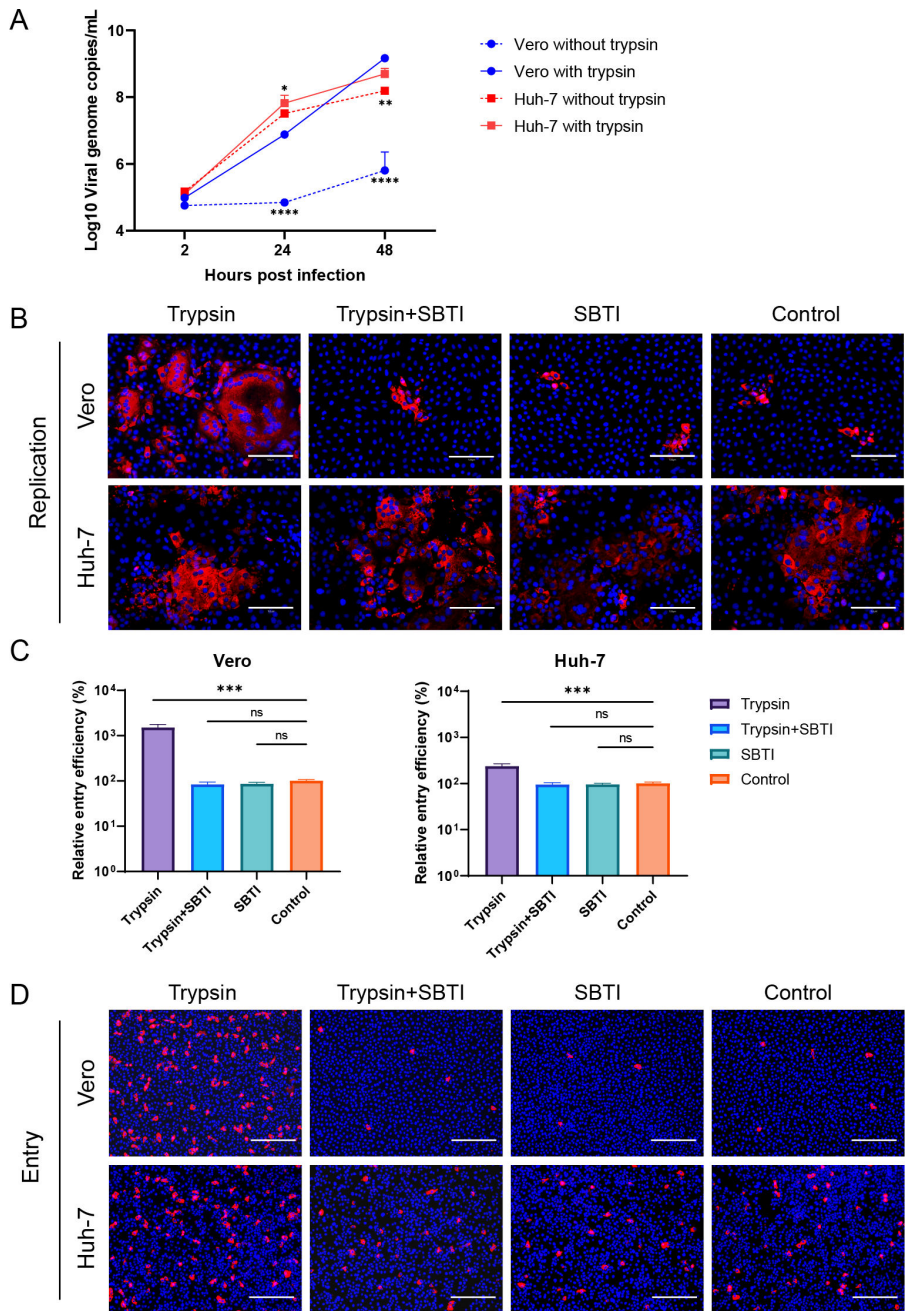 A
Log10 Viral genome copies/mL
10
8
6
4
*
**
****
****
2
24
48
Hours post infection
Vero without trypsin
Vero with trypsin
Huh-7 without trypsin
Huh-7 with trypsin
B
Trypsin
Trypsin+SBTI
SBTI
Control
Replication
Vero
Huh-7
C
Vero
Relative entry efficiency (%)
10⁴
10³
10²
10¹
10⁰
***
ns
ns
Trypsin
Trypsin+SBTI
SBTI
Control
Huh-7
Relative entry efficiency (%)
10⁴
10³
10²
10¹
10⁰
***
ns
ns
Trypsin
Trypsin+SBTI
SBTI
Control
Trypsin
Trypsin+SBTI
SBTI
Control
D
Trypsin
Trypsin+SBTI
SBTI
Control
Entry
Vero
Huh-7